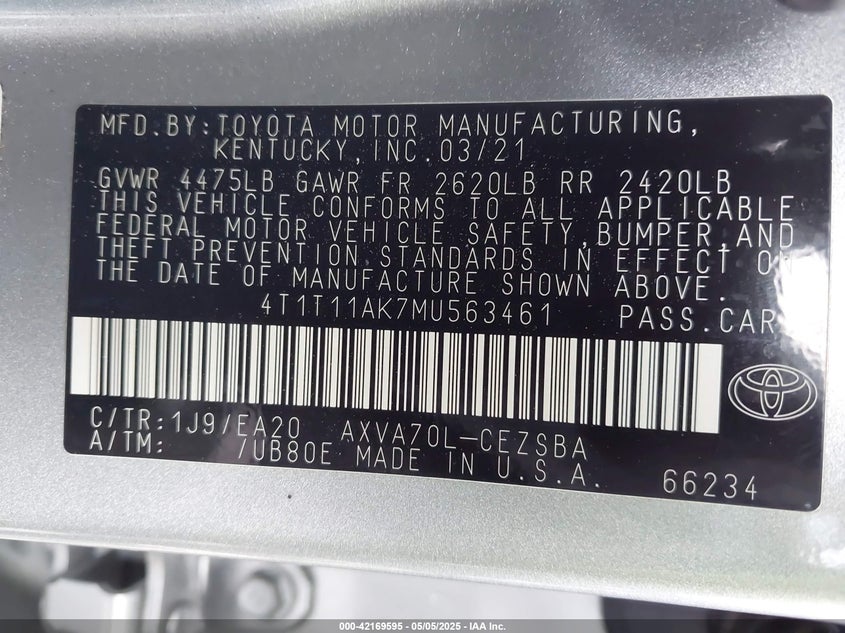 MFD.BY:TOYOTA MOTOR MANUFACTURING,
KENTUCKY,INC.03/21
GVWR 4475LB GAWR FR 2620LB RR 2420LB
THIS VEHICLE CONFORMS TO ALL APPLICABLE
FEDERAL MOTOR VEHICLE SAFETY,BUMPER,AND
THEFT PREVENTION STANDARDS IN EFFECT ON
THE DATE OF MANUFACTURE SHOWN ABOVE.
4T1T11AK7MU563461 PASS.CAR
C/TR:1J9/EA20 AXVA70L-CEZSBA
A/TM: /UB80E MADE IN U.S.A.
66234
000-42169595 - 05/05/2025 - IAA Inc.